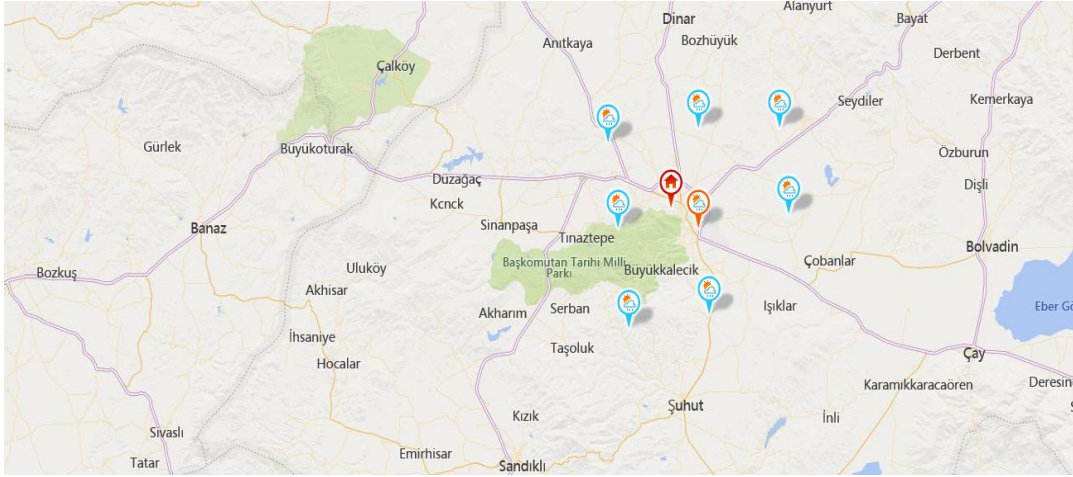 Alanyurt
Dinar
Bayat
Anıtkaya
Bozhüyük
Derbent
Çalköy
Seydiler
Kemerkaya
Gürlek
Büyükoturak
Özburun
Düzağaç
Dişli
Kcnck
Sinanpaşa
Banaz
Tınaztepe
Bolvadin
Başkomutan Tarihi Milli
Parkı
Büyükkalecik
Çobanlar
Uluköy
Bozkuş
Akhisar
Işıklar
Eber Gö
Akharım
Serban
İhsaniye
Taşoluk
Çay
Hocalar
Karamıkkaracaören
Deresin
Şuhut
Kızık
İnli
Sivaslı
Emirhisar
Tatar
Sandıklı